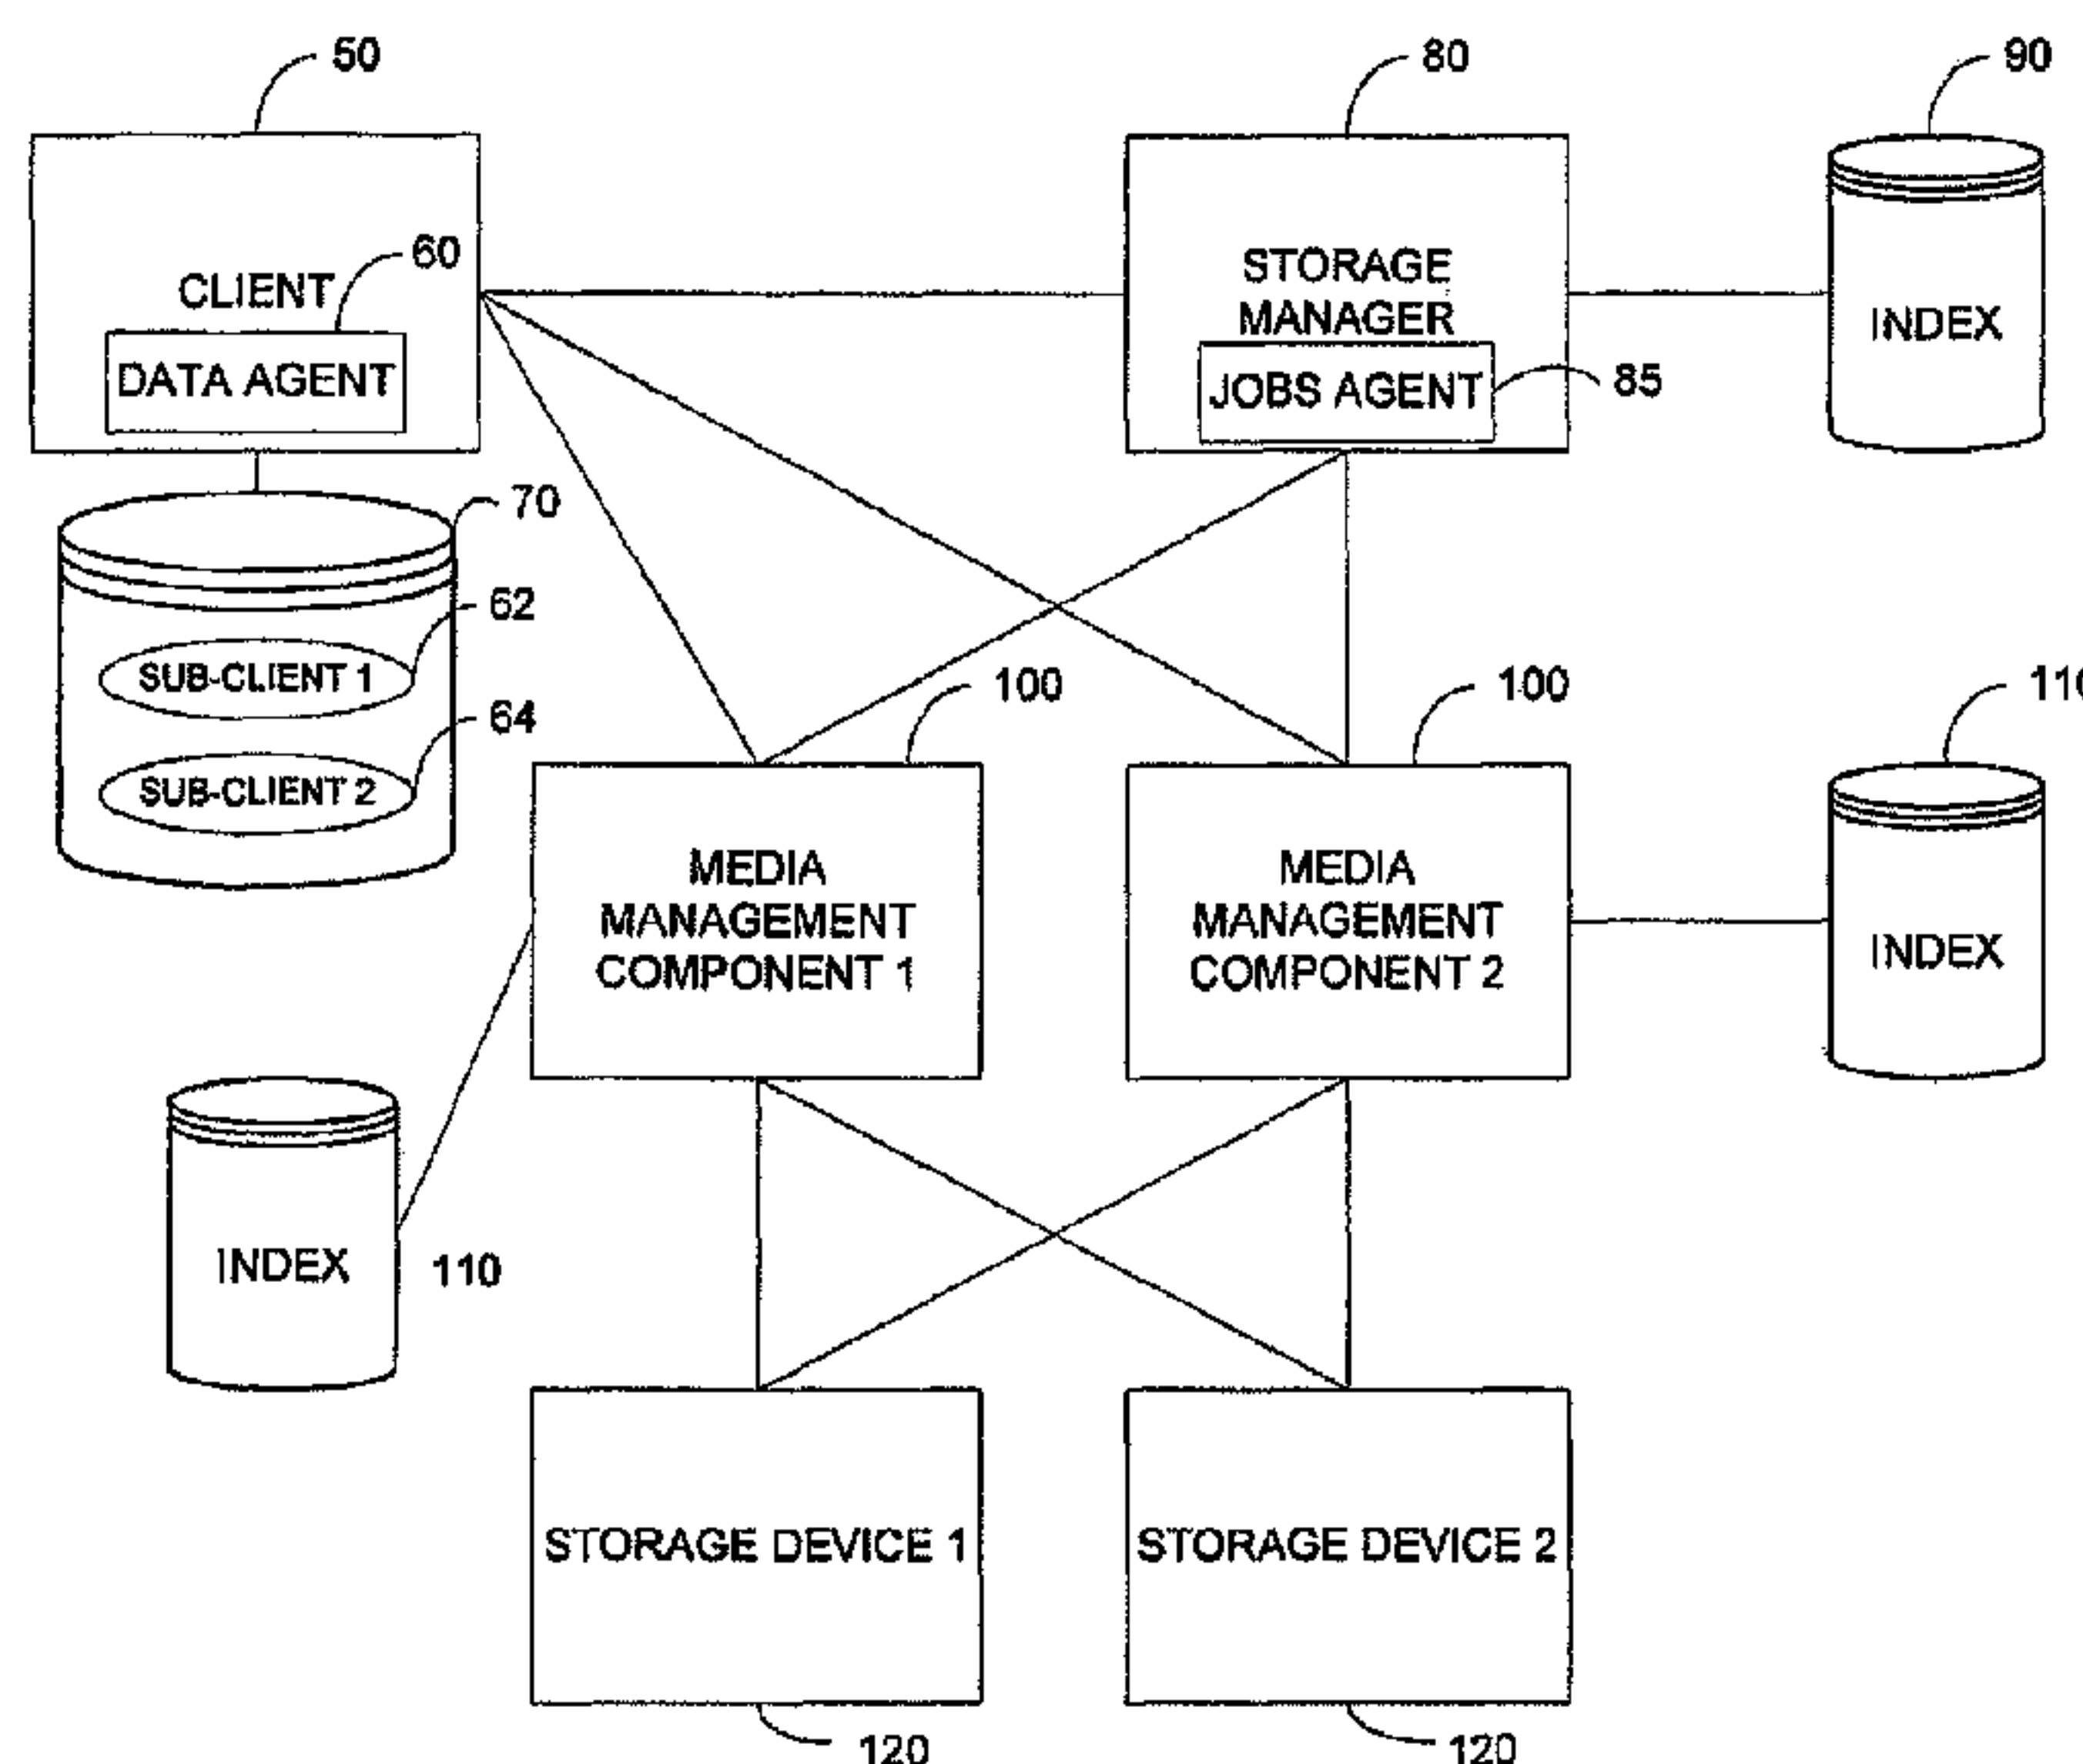 50
80
90
CLIENT
60
DATA AGENT
STORAGE
MANAGER
JOBS AGENT
85
INDEX
70
62
SUB-CLIENT 1
64
SUB-CLIENT 2
100
100
MEDIA
MANAGEMENT
COMPONENT 1
MEDIA
MANAGEMENT
COMPONENT 2
110
INDEX
INDEX
110
STORAGE DEVICE 1
STORAGE DEVICE 2
120
120